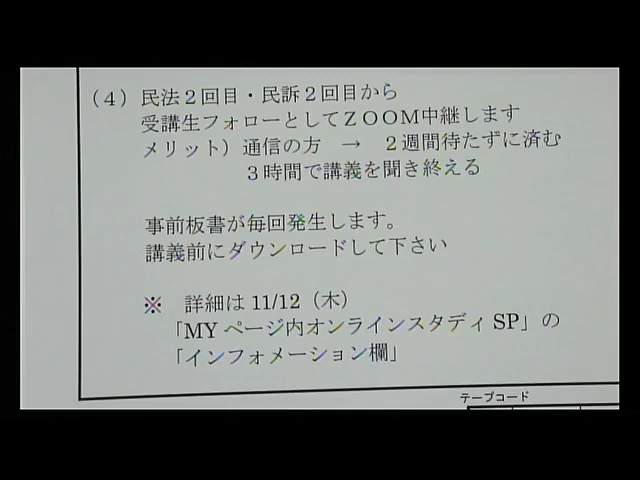 （４）民法２回目・民訴２回目から
受講生フォローとしてＺＯＯＭ中継します
メリット）通信の方　→　２週間待たずに済む
３時間で講義を聞き終える
事前板書が毎回発生します。
講義前にダウンロードして下さい
※　詳細は 11/12（木）
「MY ページ内オンラインスタディ SP」の
「インフォメーション欄」
テープコード